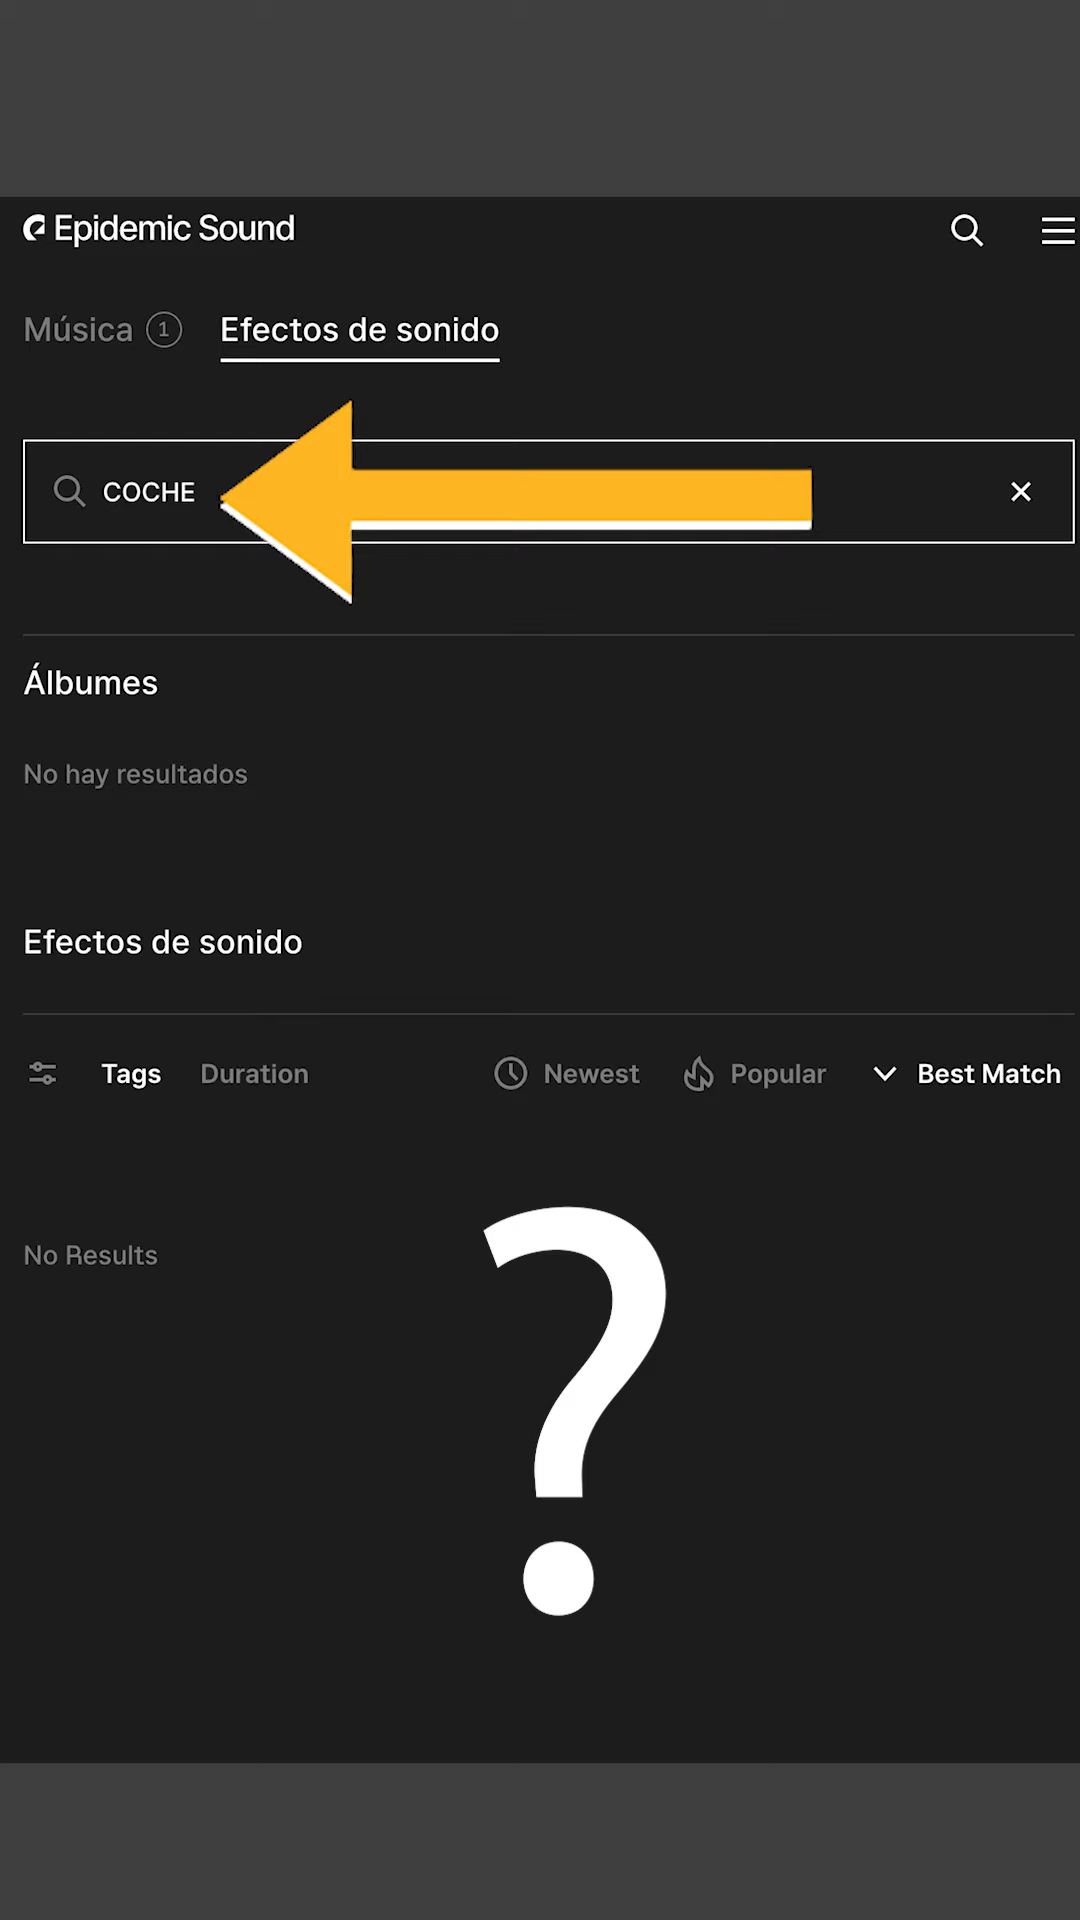 Epidemic Sound
Música 1 Efectos de sonido
COCHE
Álbumes
No hay resultados
Efectos de sonido
Tags Duration Newest Popular Best Match
No Results
?